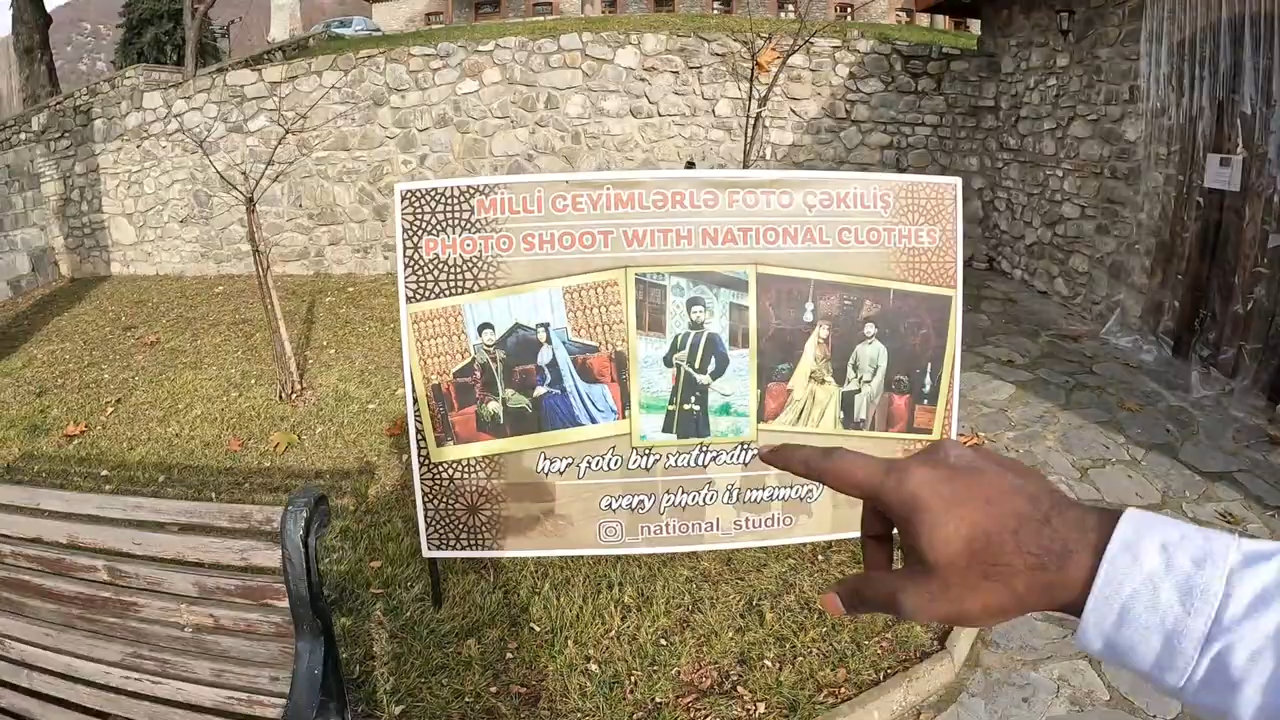 MİLLİ GEYİMLƏRLƏ FOTO ÇƏKİLİŞ
PHOTO SHOOT WITH NATIONAL CLOTHES
hər foto bir xatirədir
every photo is memory
_national_studio